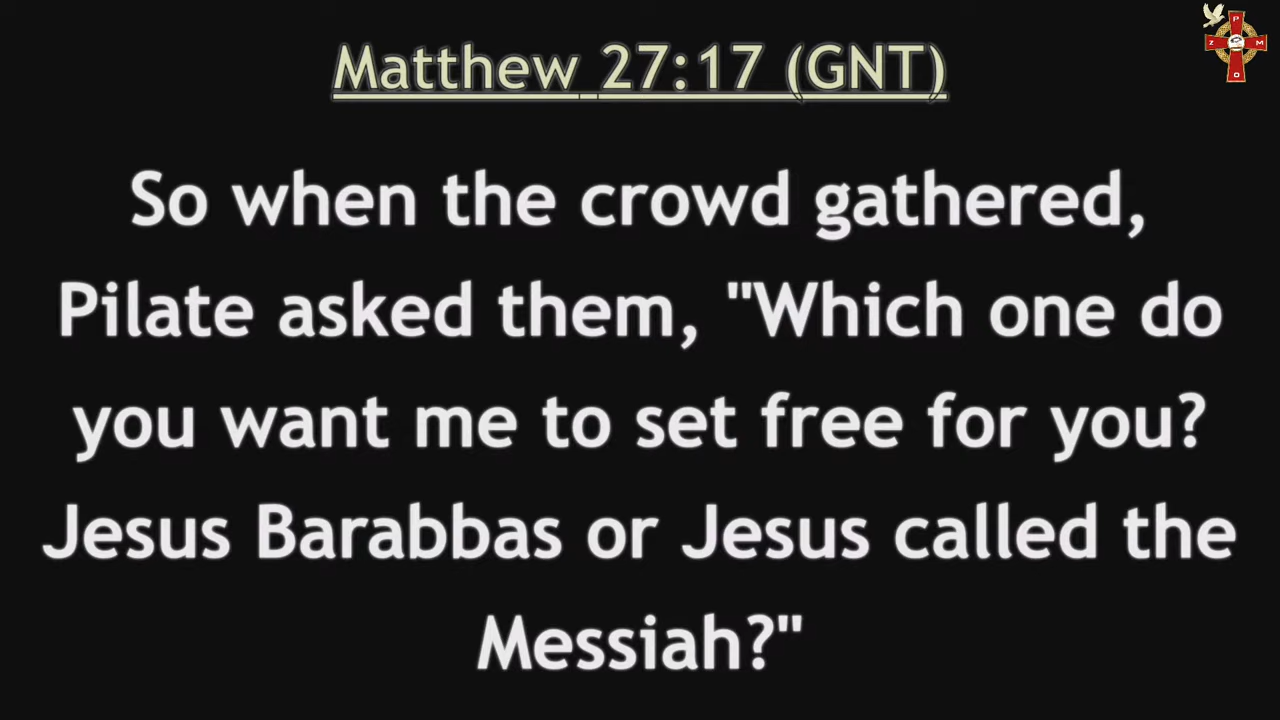 Matthew 27:17 (GNT)
So when the crowd gathered,
Pilate asked them, "Which one do
you want me to set free for you?
Jesus Barabbas or Jesus called the
Messiah?"
P
Z M
O